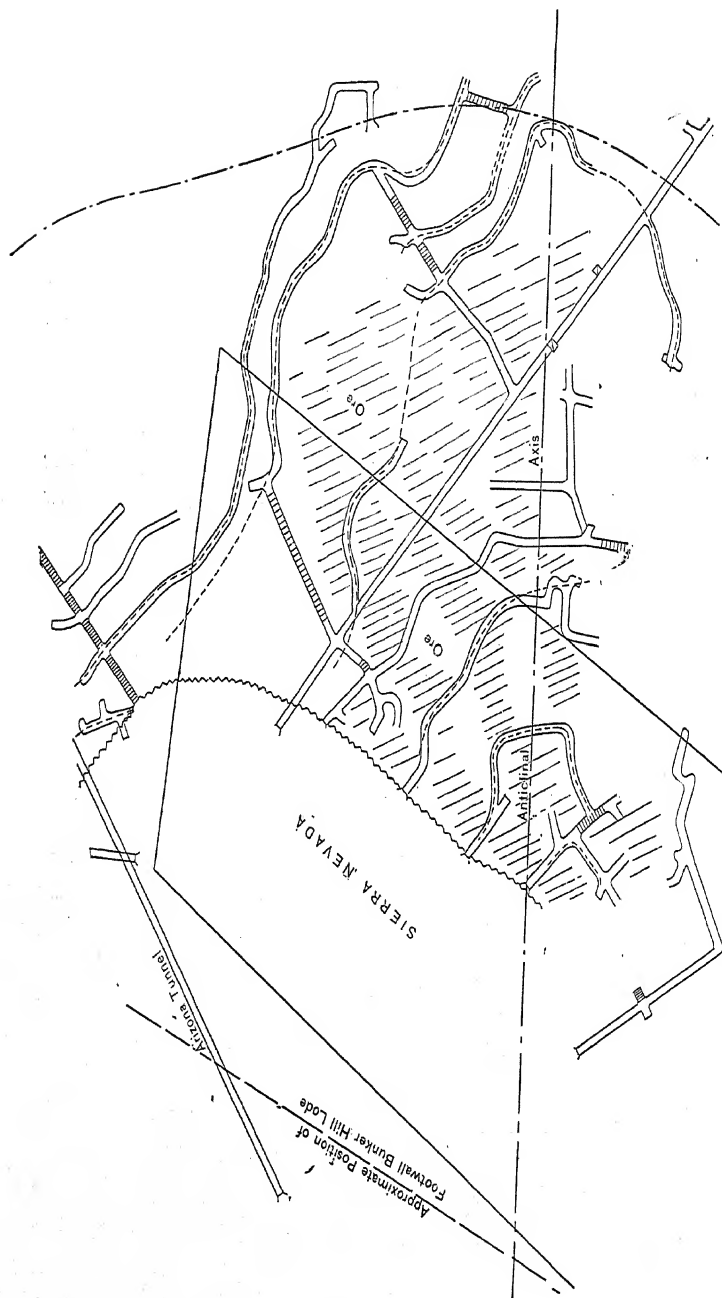 Ore
Axis
Ore
Anticlinal
SIERRA NEVADA
Arizona Tunnel
Approximate Position of
Footwall Bunker Hill Lode